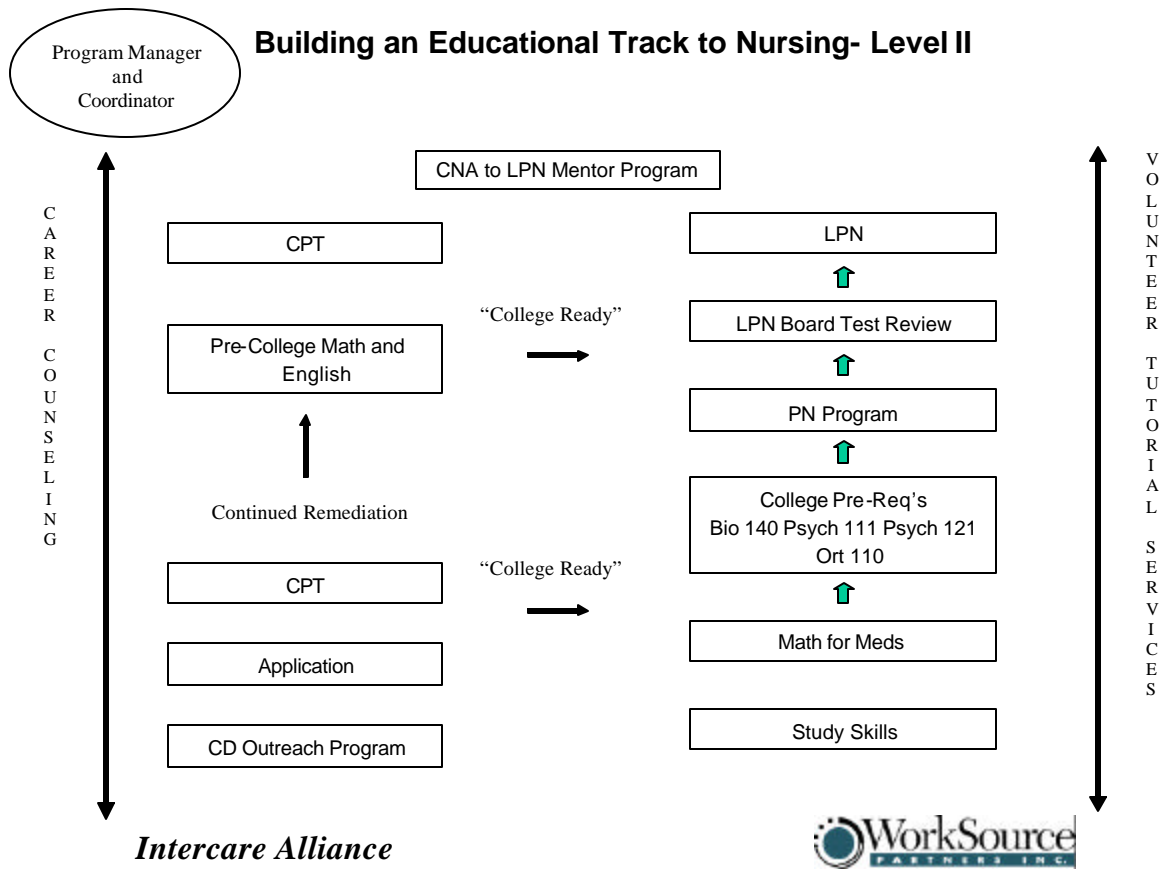 Program Manager
and
Coordinator
Building an Educational Track to Nursing- Level II
CNA to LPN Mentor Program
CAREER COUNSELING
CPT
Pre-College Math and
English
Continued Remediation
CPT
Application
CD Outreach Program
“College Ready”
“College Ready”
LPN
LPN Board Test Review
PN Program
College Pre-Req's
Bio 140 Psych 111 Psych 121
Ort 110
Math for Meds
Study Skills
VOLUNTEER TUTORIAL SERVICES
Intercare Alliance
WorkSource
PARTNERS INC.